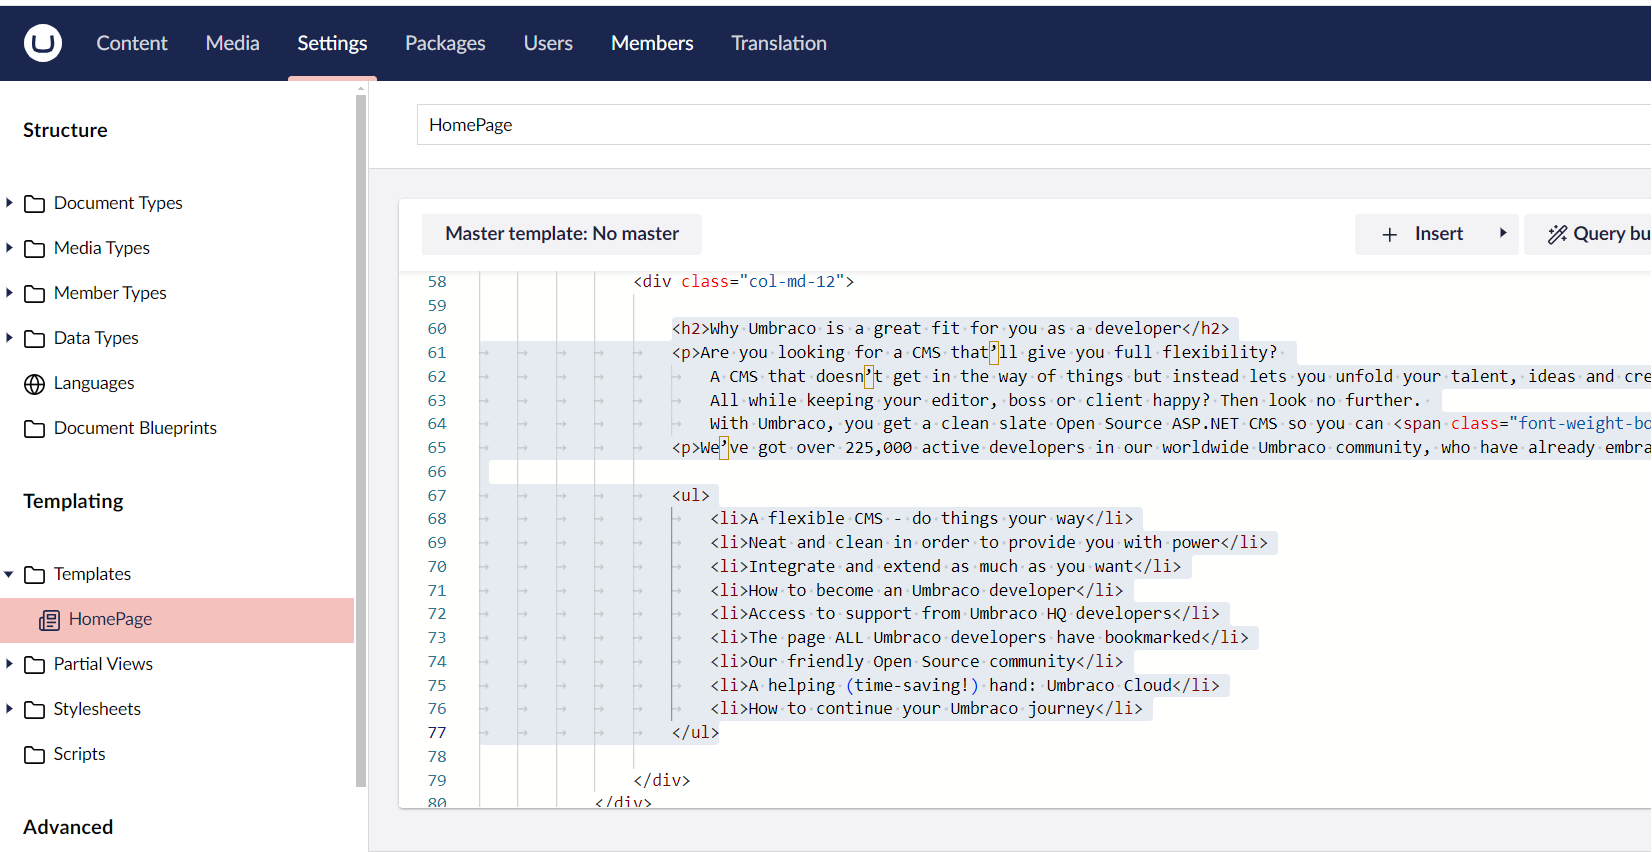 Content Media Settings Packages Users Members Translation
Structure
Document Types
Media Types
Member Types
Data Types
Languages
Document Blueprints
Templating
Templates
HomePage
Partial Views
Stylesheets
Scripts
Advanced
HomePage
Master template: No master
Insert
Query bu
58 <div class="col-md-12">
59
60 <h2>Why Umbraco is a great fit for you as a developer</h2>
61 <p>Are you looking for a CMS that’ll give you full flexibility?
62 A CMS that doesn’t get in the way of things but instead lets you unfold your talent, ideas and cre
63 All while keeping your editor, boss or client happy? Then look no further.
64 With Umbraco, you get a clean slate Open Source ASP.NET CMS so you can <span class="font-weight-bo
65 <p>We’ve got over 225,000 active developers in our worldwide Umbraco community, who have already embra
66
67 <ul>
68 <li>A flexible CMS - do things your way</li>
69 <li>Neat and clean in order to provide you with power</li>
70 <li>Integrate and extend as much as you want</li>
71 <li>How to become an Umbraco developer</li>
72 <li>Access to support from Umbraco HQ developers</li>
73 <li>The page ALL Umbraco developers have bookmarked</li>
74 <li>Our friendly Open Source community</li>
75 <li>A helping (time-saving!) hand: Umbraco Cloud</li>
76 <li>How to continue your Umbraco journey</li>
77 </ul>
78
79 </div>
80 </div>